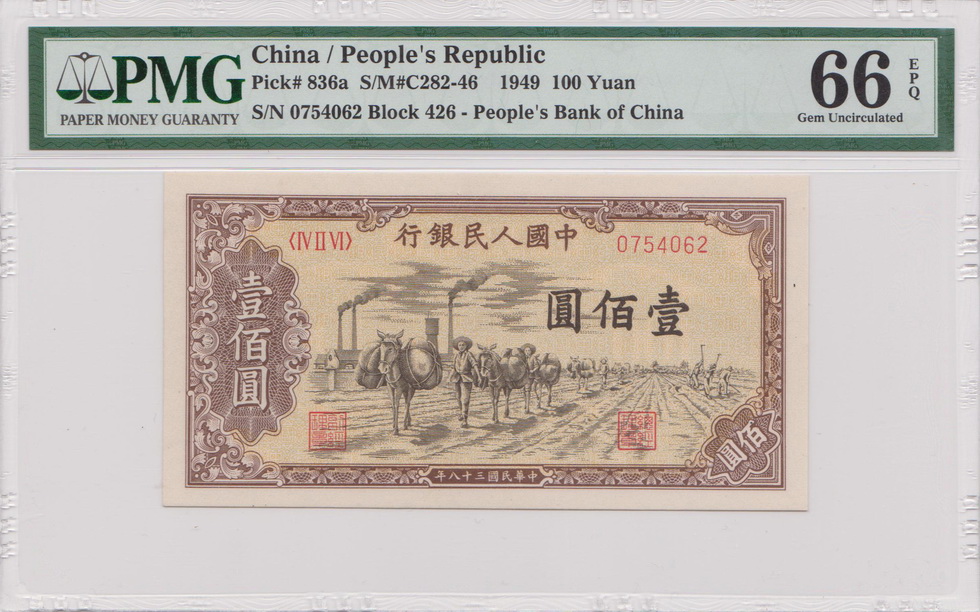 PMG
PAPER MONEY GUARANTY
China / People's Republic
Pick# 836a S/M#C282-46 1949 100 Yuan
S/N 0754062 Block 426 - People's Bank of China
66 EPQ
Gem Uncirculated
〈IV II VI〉
行銀民人國中
0754062
圓佰壹
壹佰圓
佰圓
年八十三國民華中